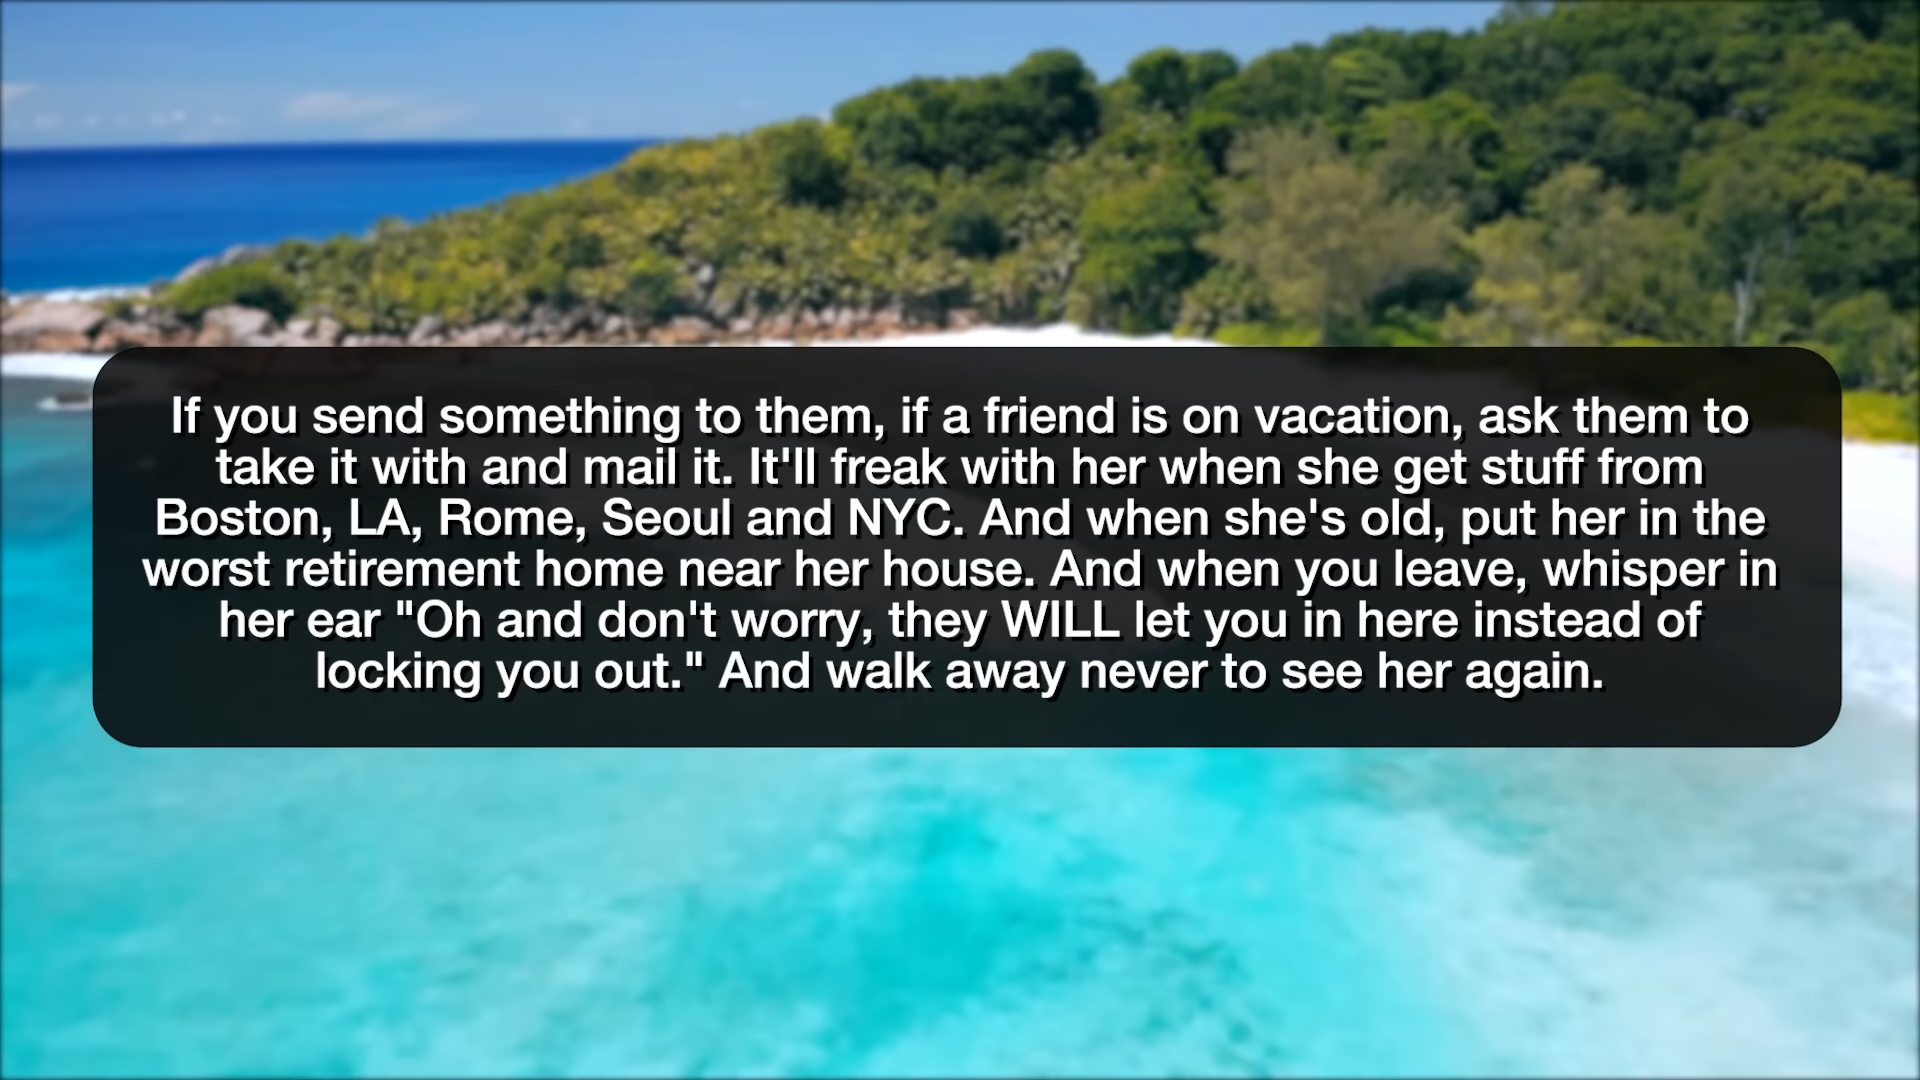 If you send something to them, if a friend is on vacation, ask them to
take it with and mail it. It'll freak with her when she get stuff from
Boston, LA, Rome, Seoul and NYC. And when she's old, put her in the
worst retirement home near her house. And when you leave, whisper in
her ear "Oh and don't worry, they WILL let you in here instead of
locking you out." And walk away never to see her again.